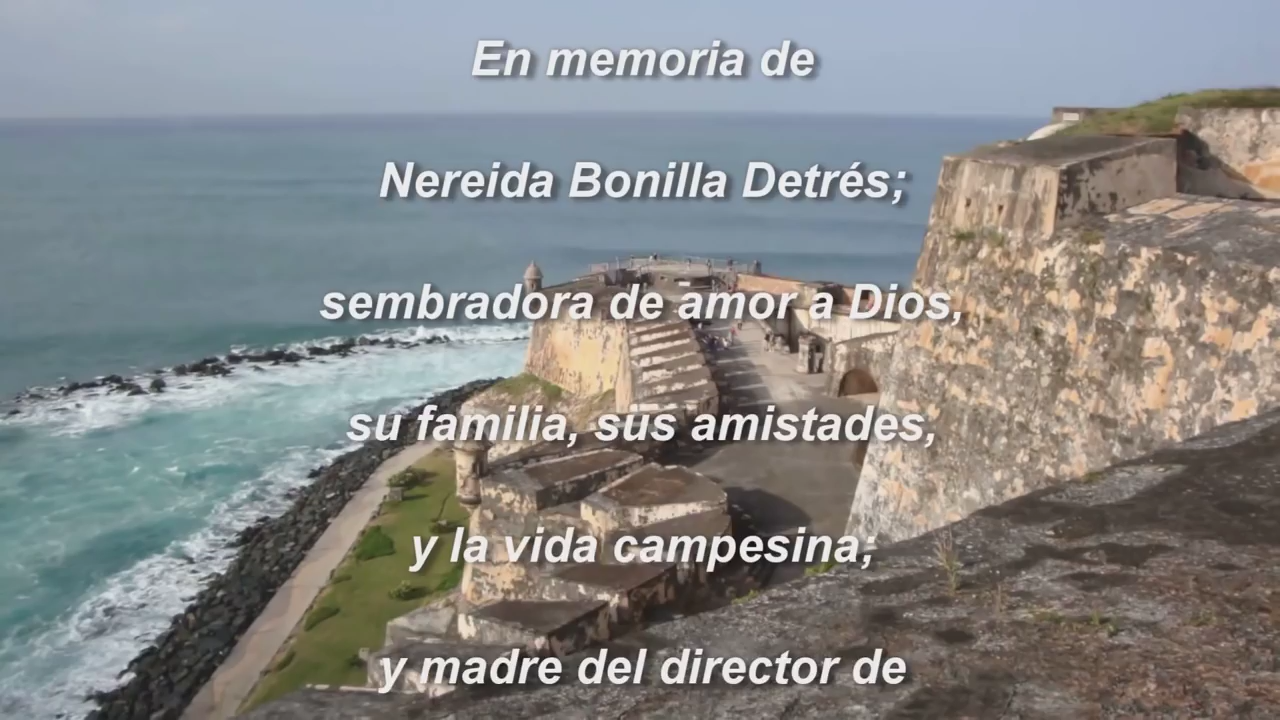 En memoria de
Nereida Bonilla Detrés;
sembradora de amor a Dios,
su familia, sus amistades,
y la vida campesina;
y madre del director de